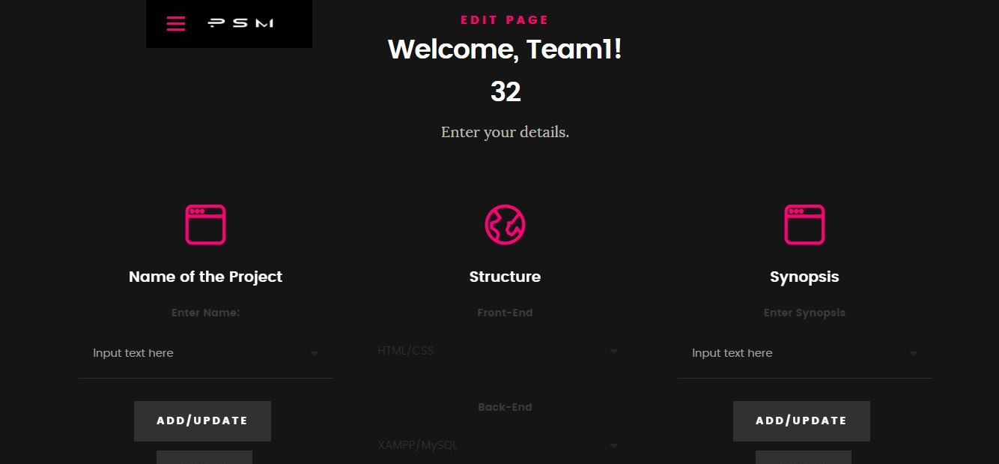 PSM
EDIT PAGE
Welcome, Team1!
32
Enter your details.
Name of the Project
Enter Name:
Input text here
ADD/UPDATE
Structure
Front-End
HTML/CSS
Back-End
XAMPP/MySQL
Synopsis
Enter Synopsis
Input text here
ADD/UPDATE